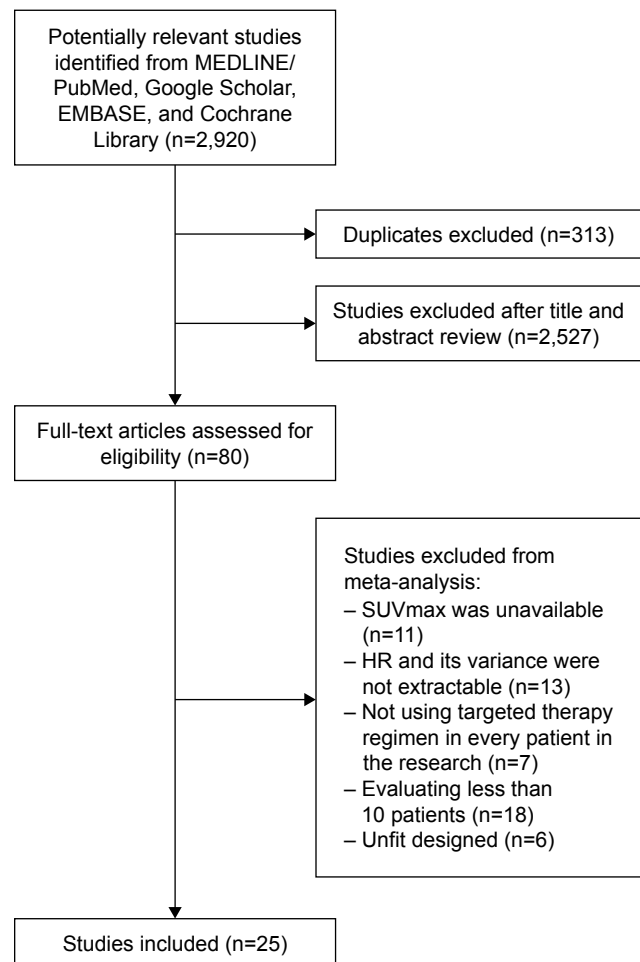 Potentially relevant studies
identified from MEDLINE/
PubMed, Google Scholar,
EMBASE, and Cochrane
Library (n=2,920)
Duplicates excluded (n=313)
Studies excluded after title and
abstract review (n=2,527)
Full-text articles assessed for
eligibility (n=80)
Studies excluded from
meta-analysis:
– SUVmax was unavailable
(n=11)
– HR and its variance were
not extractable (n=13)
– Not using targeted therapy
regimen in every patient in
the research (n=7)
– Evaluating less than
10 patients (n=18)
– Unfit designed (n=6)
Studies included (n=25)